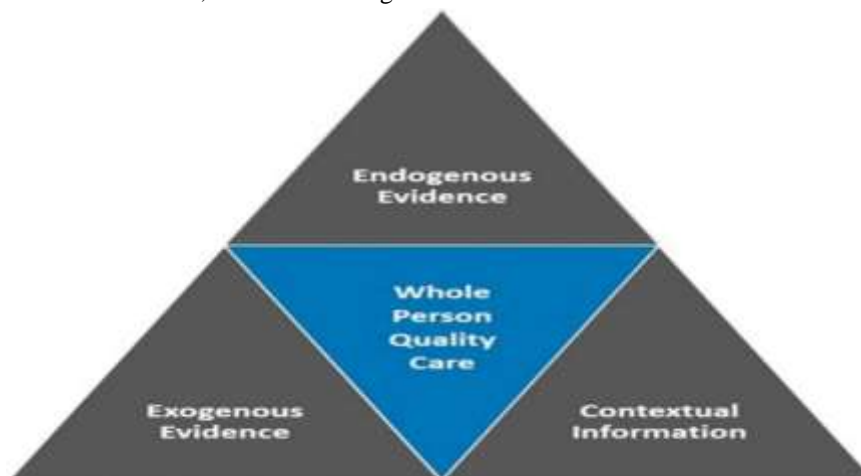 Endogenous
Evidence
Whole
Person
Quality
Care
Exogenous
Evidence
Contextual
Information